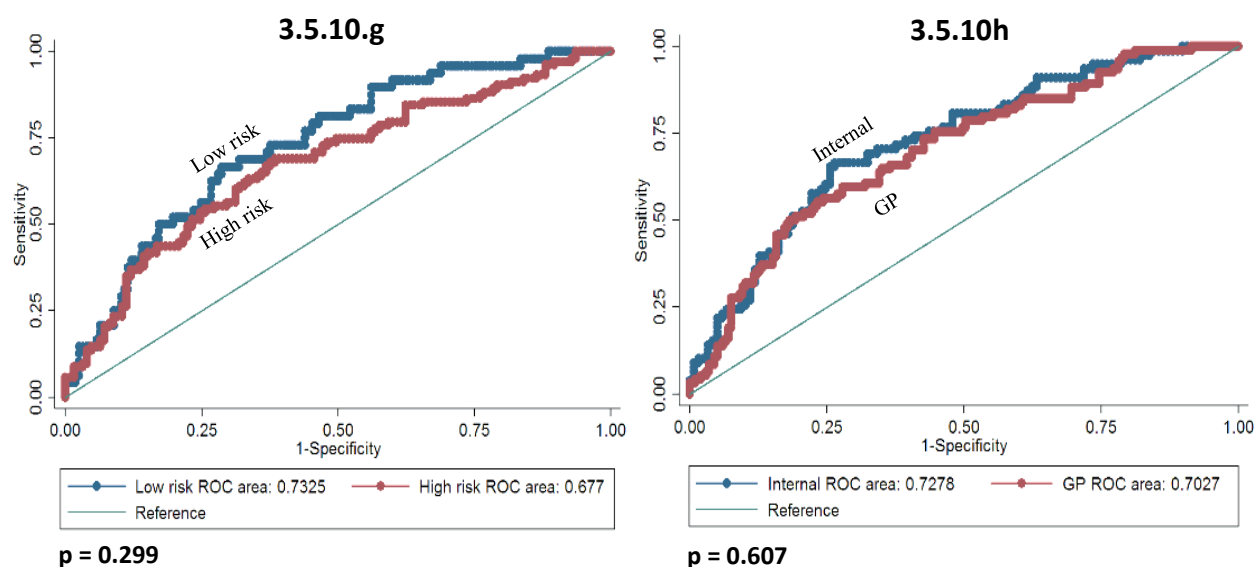 3.5.10.g
Sensitivity
1.00
0.75
0.50
0.25
0.00
Low risk
High risk
0.00 0.25 0.50 0.75 1.00
1-Specificity
Low risk ROC area: 0.7325 High risk ROC area: 0.677
Reference
p = 0.299
3.5.10h
Sensitivity
1.00
0.75
0.50
0.25
0.00
Internal
GP
0.00 0.25 0.50 0.75 1.00
1-Specificity
Internal ROC area: 0.7278 GP ROC area: 0.7027
Reference
p = 0.607